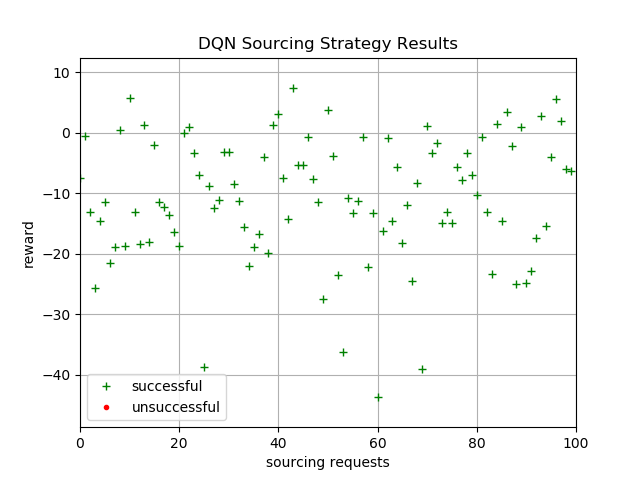 DQN Sourcing Strategy Results
10
0
−10
−20
−30
−40
reward
successful
unsuccessful
0 20 40 60 80 100
sourcing requests